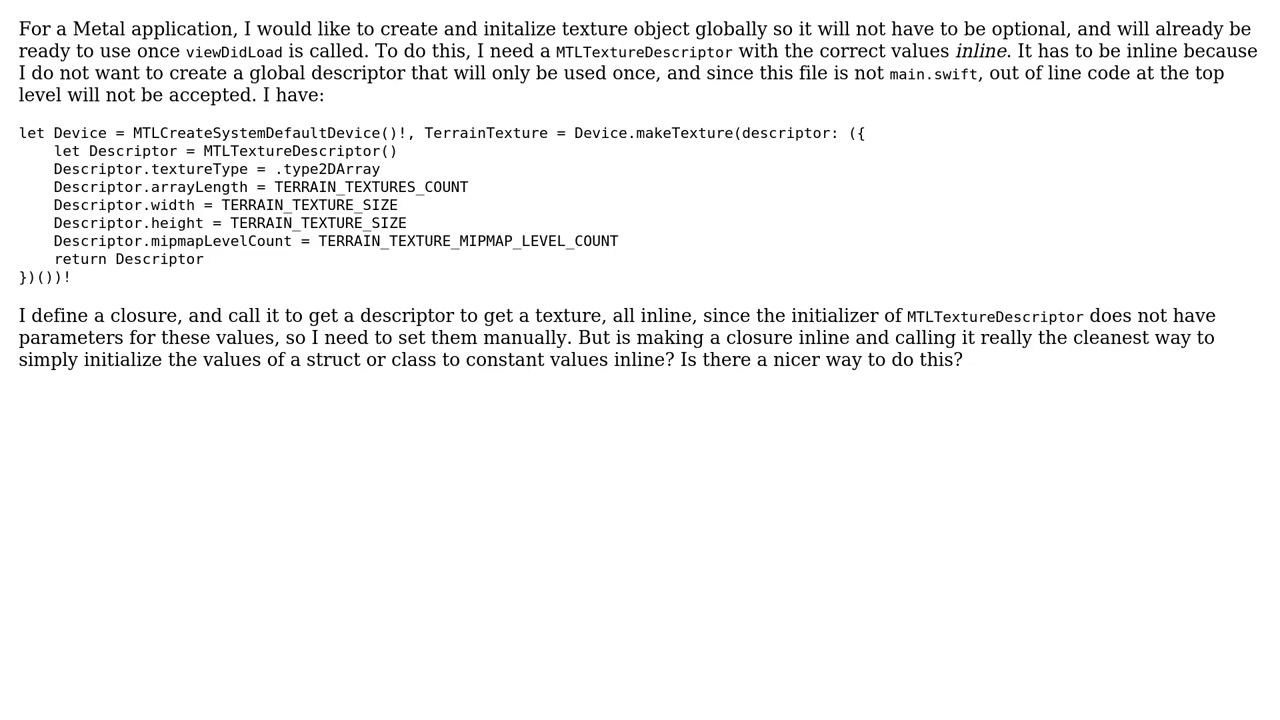 For a Metal application, I would like to create and initalize texture object globally so it will not have to be optional, and will already be
ready to use once viewDidLoad is called. To do this, I need a MTLTextureDescriptor with the correct values inline. It has to be inline because
I do not want to create a global descriptor that will only be used once, and since this file is not main.swift, out of line code at the top
level will not be accepted. I have:
let Device = MTLCreateSystemDefaultDevice()!, TerrainTexture = Device.makeTexture(descriptor: ({
    let Descriptor = MTLTextureDescriptor()
    Descriptor.textureType = .type2DArray
    Descriptor.arrayLength = TERRAIN_TEXTURES_COUNT
    Descriptor.width = TERRAIN_TEXTURE_SIZE
    Descriptor.height = TERRAIN_TEXTURE_SIZE
    Descriptor.mipmapLevelCount = TERRAIN_TEXTURE_MIPMAP_LEVEL_COUNT
    return Descriptor
})())!
I define a closure, and call it to get a descriptor to get a texture, all inline, since the initializer of MTLTextureDescriptor does not have
parameters for these values, so I need to set them manually. But is making a closure inline and calling it really the cleanest way to
simply initialize the values of a struct or class to constant values inline? Is there a nicer way to do this?